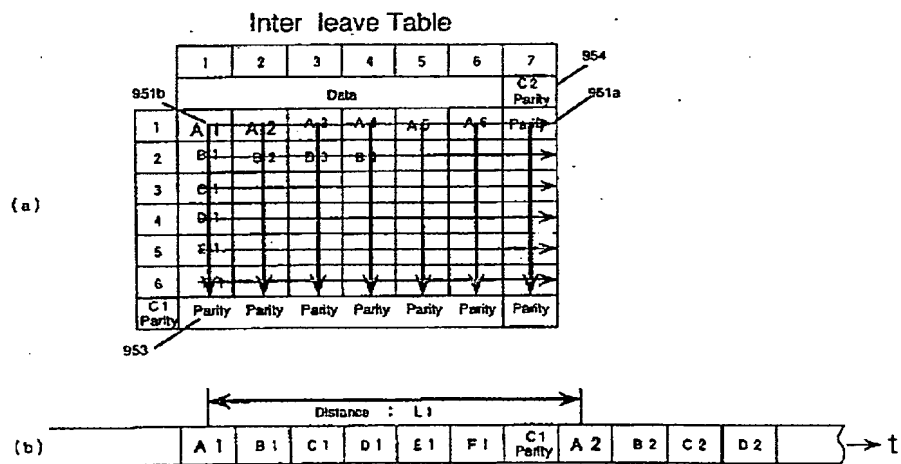 Inter leave Table
1 2 3 4 5 6 7
954
Data
C2 Parity
951b
951a
1 A 1 A 2 A 3 A 4 A 5 A 6 Parity
2 B 1 B 2 B 3
3 C 1
(a)
4 D 1
5 E 1
6
C1 Parity Parity Parity Parity Parity Parity Parity Parity
953
Distance : L1
(b) A 1 B 1 C 1 D 1 E 1 F 1 C1 Parity A 2 B 2 C 2 D 2 t